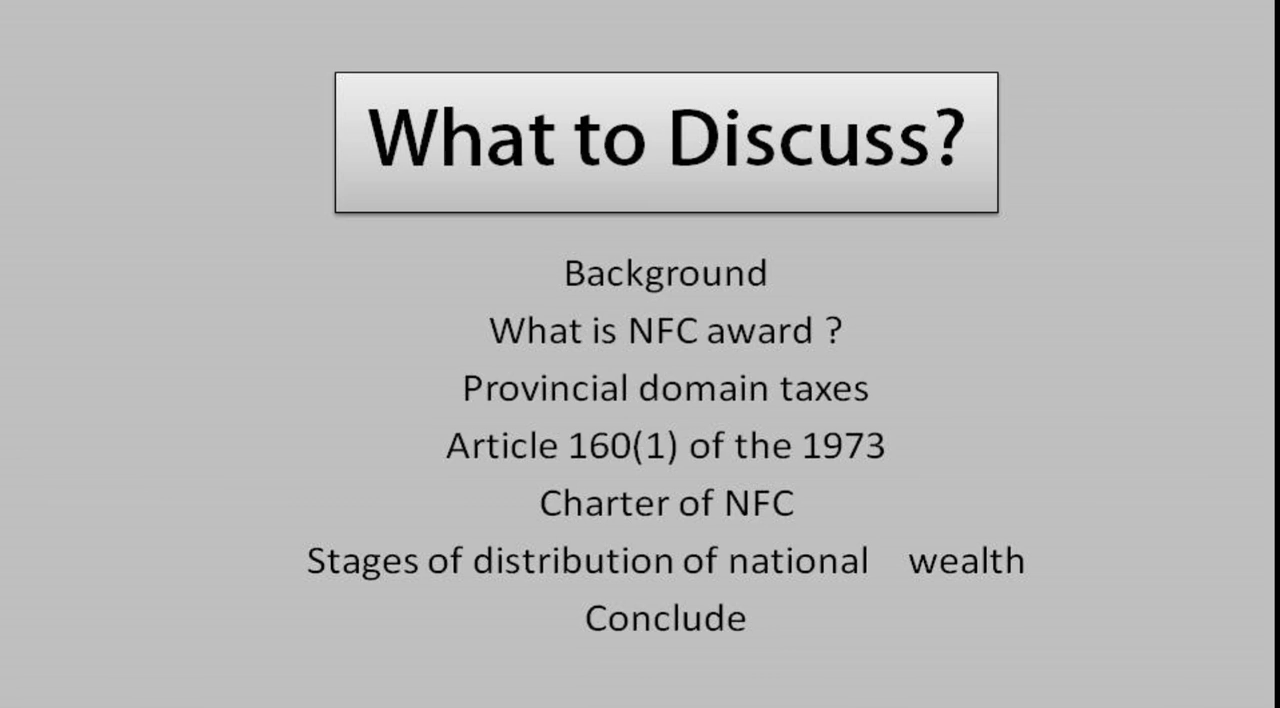 What to Discuss?
Background
What is NFC award ?
Provincial domain taxes
Article 160(1) of the 1973
Charter of NFC
Stages of distribution of national wealth
Conclude